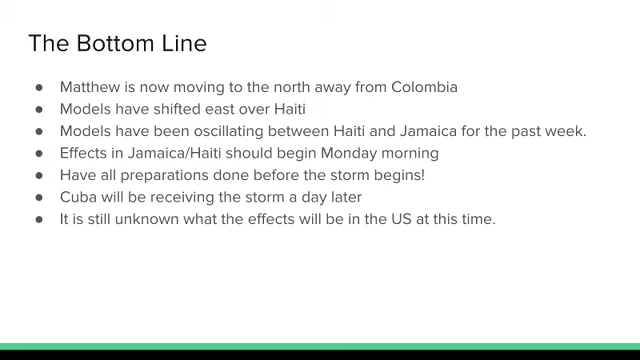 The Bottom Line
● Matthew is now moving to the north away from Colombia
● Models have shifted east over Haiti
● Models have been oscillating between Haiti and Jamaica for the past week.
● Effects in Jamaica/Haiti should begin Monday morning
● Have all preparations done before the storm begins!
● Cuba will be receiving the storm a day later
● It is still unknown what the effects will be in the US at this time.